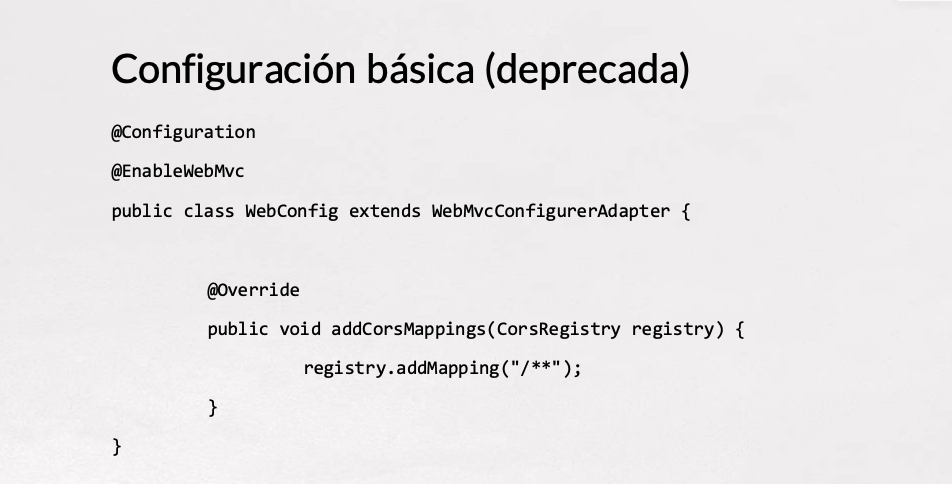 Configuración básica (deprecada)
@Configuration
@EnableWebMvc
public class WebConfig extends WebMvcConfigurerAdapter {
@Override
public void addCorsMappings(CorsRegistry registry) {
registry.addMapping("/**");
}
}